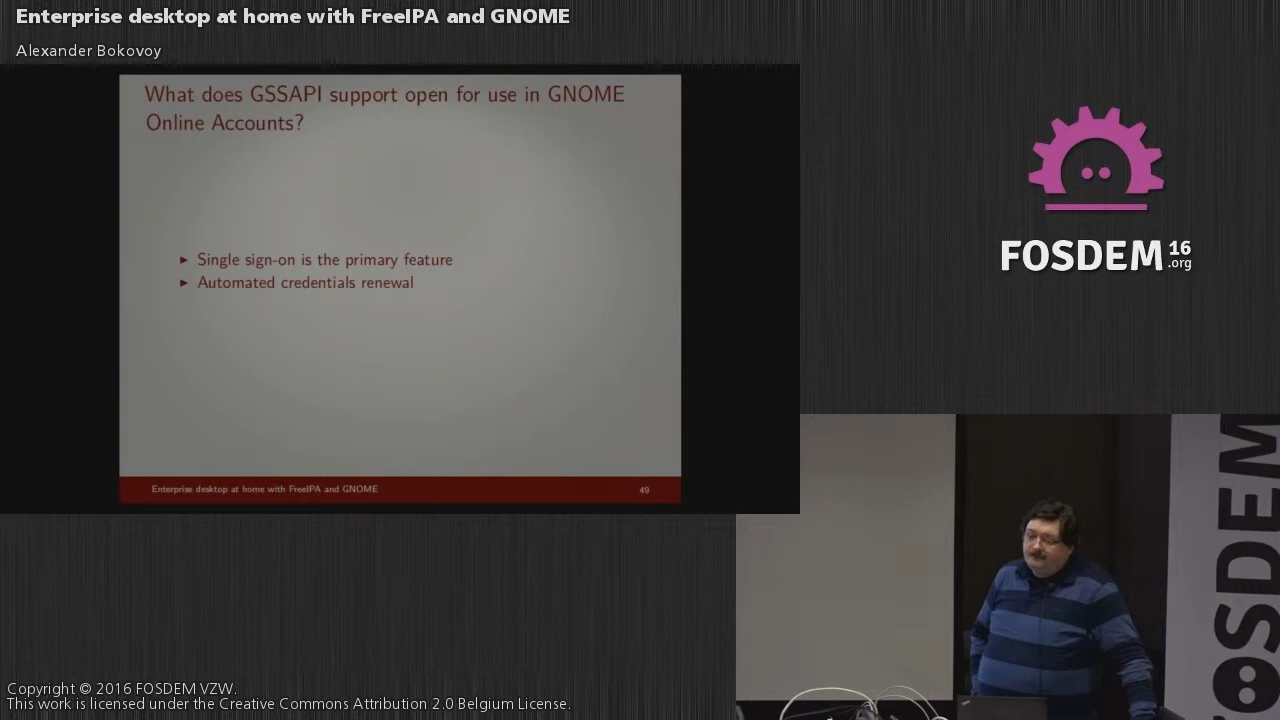 Enterprise desktop at home with FreeIPA and GNOME
Alexander Bokovoy
What does GSSAPI support open for use in GNOME
Online Accounts?
▶ Single sign-on is the primary feature
▶ Automated credentials renewal
Enterprise desktop at home with FreeIPA and GNOME 49
FOSDEM 16
.org
FOSDEM
Copyright © 2016 FOSDEM VZW.
This work is licensed under the Creative Commons Attribution 2.0 Belgium License.